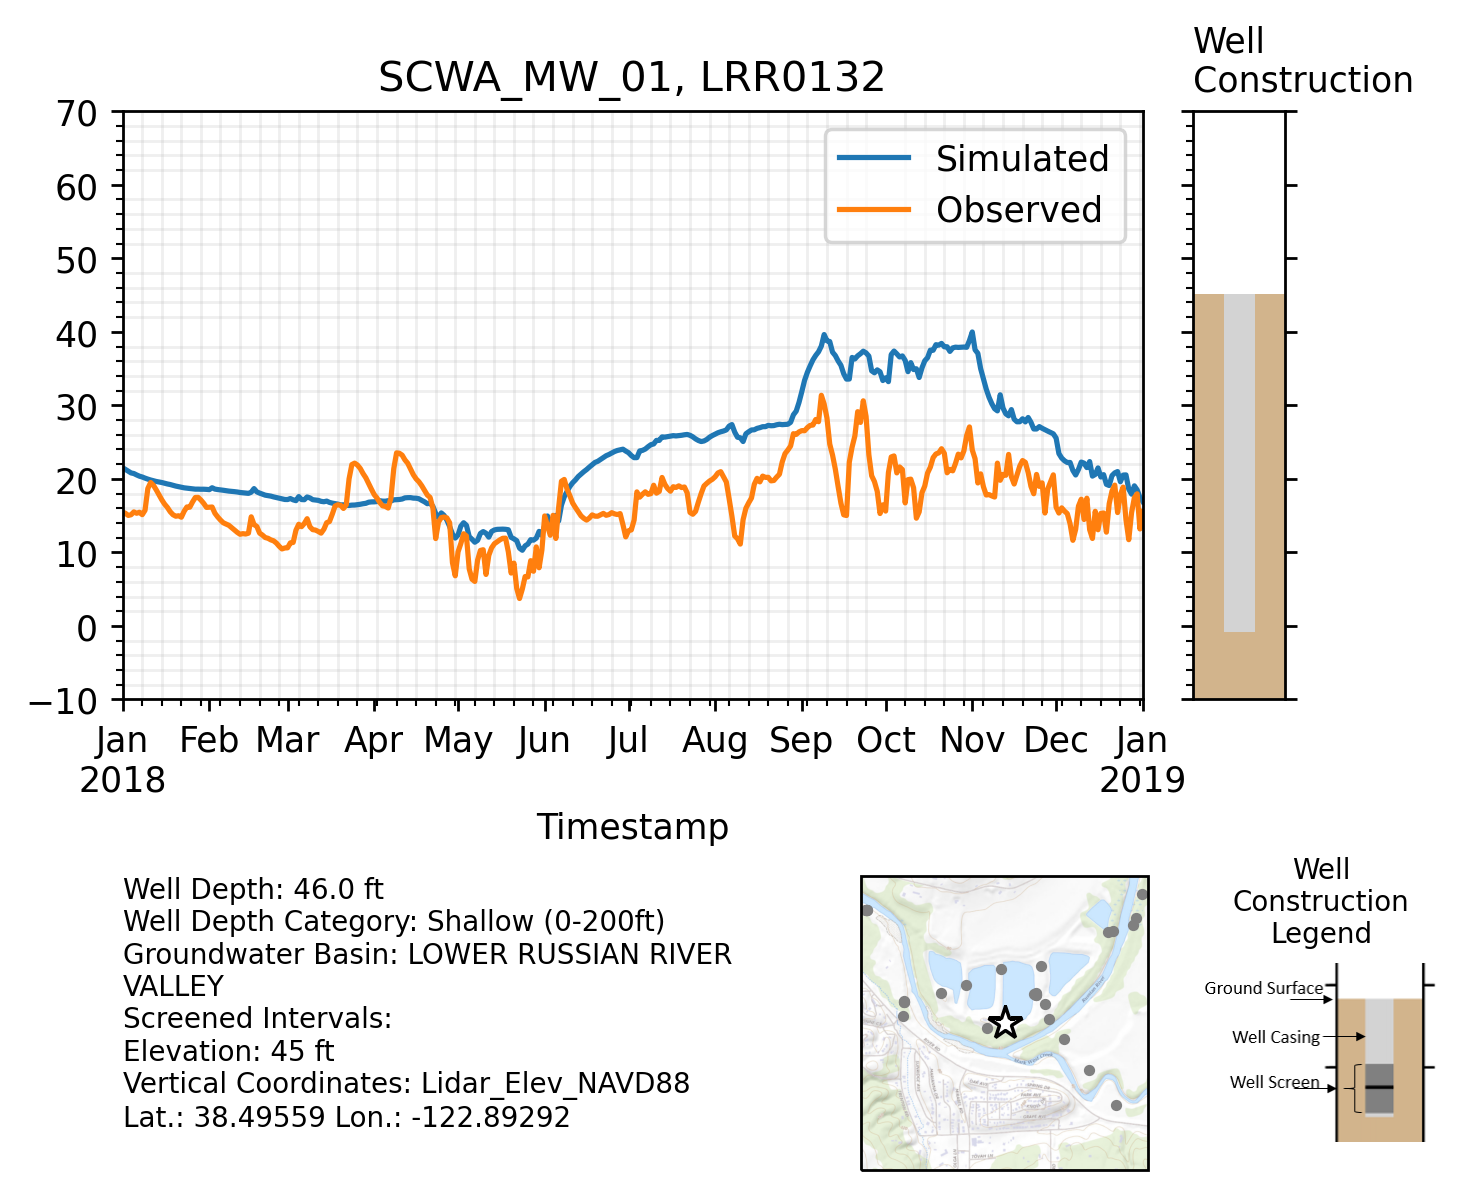 Well
Construction
SCWA_MW_01, LRR0132
70
60
50
40
30
20
10
0
−10
Simulated
Observed
Jan Feb Mar Apr May Jun Jul Aug Sep Oct Nov Dec Jan
2018 2019
Timestamp
Well Depth: 46.0 ft
Well Depth Category: Shallow (0-200ft)
Groundwater Basin: LOWER RUSSIAN RIVER
VALLEY
Screened Intervals:
Elevation: 45 ft
Vertical Coordinates: Lidar_Elev_NAVD88
Lat.: 38.49559 Lon.: -122.89292
Well
Construction
Legend
Ground Surface
Well Casing
Well Screen